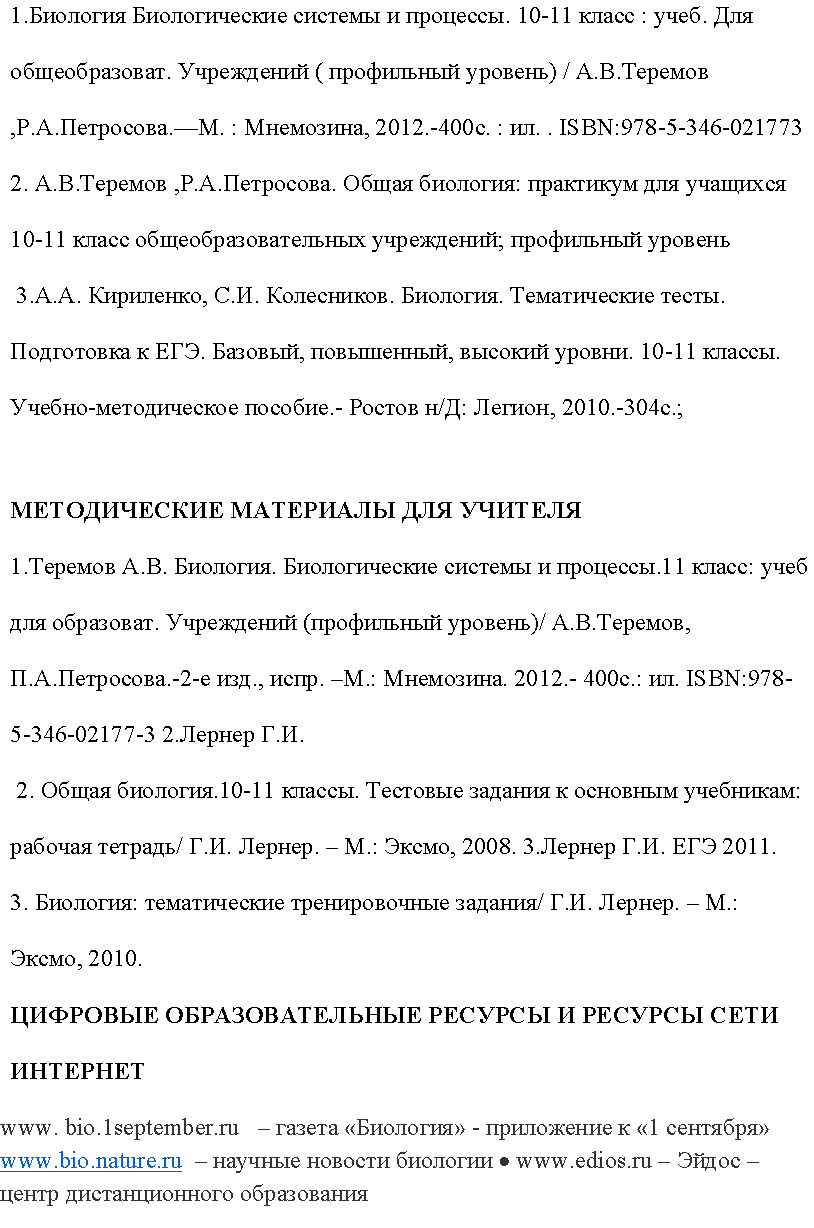 1.Биология Биологические системы и процессы. 10-11 класс : учеб. Для
общеобразоват. Учреждений ( профильный уровень) / А.В.Теремов
,Р.А.Петросова.—М. : Мнемозина, 2012.-400с. : ил. . ISBN:978-5-346-021773
2. А.В.Теремов ,Р.А.Петросова. Общая биология: практикум для учащихся
10-11 класс общеобразовательных учреждений; профильный уровень
3.А.А. Кириленко, С.И. Колесников. Биология. Тематические тесты.
Подготовка к ЕГЭ. Базовый, повышенный, высокий уровни. 10-11 классы.
Учебно-методическое пособие.- Ростов н/Д: Легион, 2010.-304с.;
МЕТОДИЧЕСКИЕ МАТЕРИАЛЫ ДЛЯ УЧИТЕЛЯ
1.Теремов А.В. Биология. Биологические системы и процессы.11 класс: учеб
для образоват. Учреждений (профильный уровень)/ А.В.Теремов,
П.А.Петросова.-2-е изд., испр. –М.: Мнемозина. 2012.- 400с.: ил. ISBN:978-
5-346-02177-3 2.Лернер Г.И.
2. Общая биология.10-11 классы. Тестовые задания к основным учебникам:
рабочая тетрадь/ Г.И. Лернер. – М.: Эксмо, 2008. 3.Лернер Г.И. ЕГЭ 2011.
3. Биология: тематические тренировочные задания/ Г.И. Лернер. – М.:
Эксмо, 2010.
ЦИФРОВЫЕ ОБРАЗОВАТЕЛЬНЫЕ РЕСУРСЫ И РЕСУРСЫ СЕТИ
ИНТЕРНЕТ
www. bio.1september.ru – газета «Биология» - приложение к «1 сентября»
www.bio.nature.ru – научные новости биологии ● www.edios.ru – Эйдос –
центр дистанционного образования